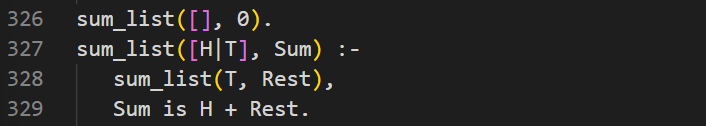 326 sum_list([], 0).
327 sum_list([H|T], Sum) :-
328     sum_list(T, Rest),
329     Sum is H + Rest.